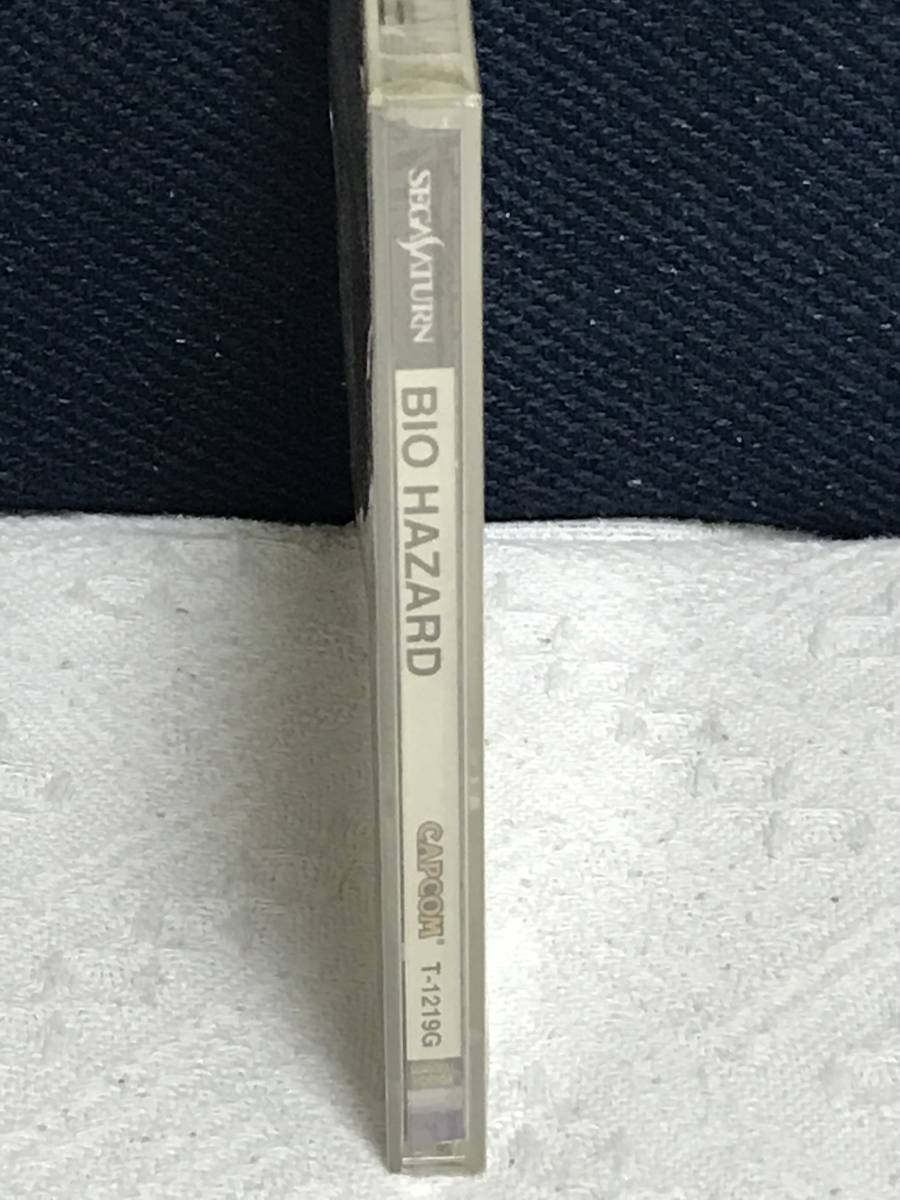 SEGA SATURN
BIO HAZARD
CAPCOM
T-1219G